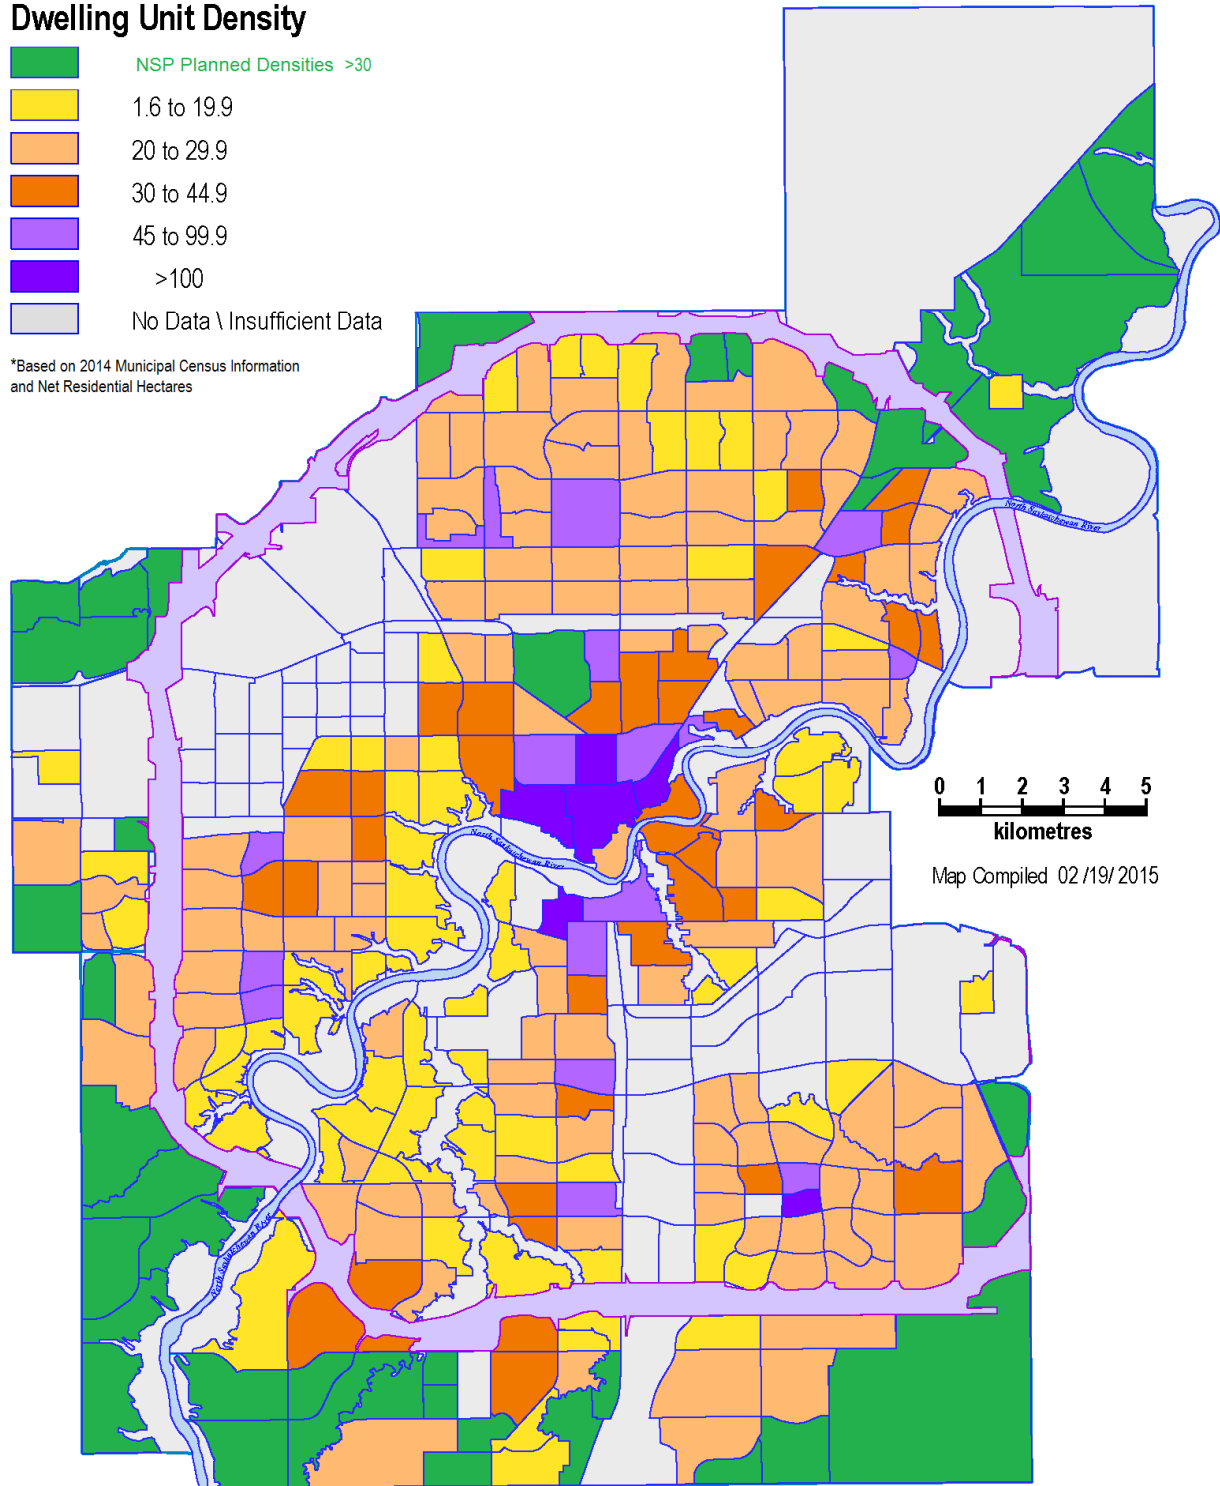 Dwelling Unit Density
NSP Planned Densities >30
1.6 to 19.9
20 to 29.9
30 to 44.9
45 to 99.9
>100
No Data \ Insufficient Data
*Based on 2014 Municipal Census Information
and Net Residential Hectares
North Saskatchewan River
0 1 2 3 4 5
kilometres
Map Compiled 02 /19/ 2015
North Saskatchewan River
North Saskatchewan River